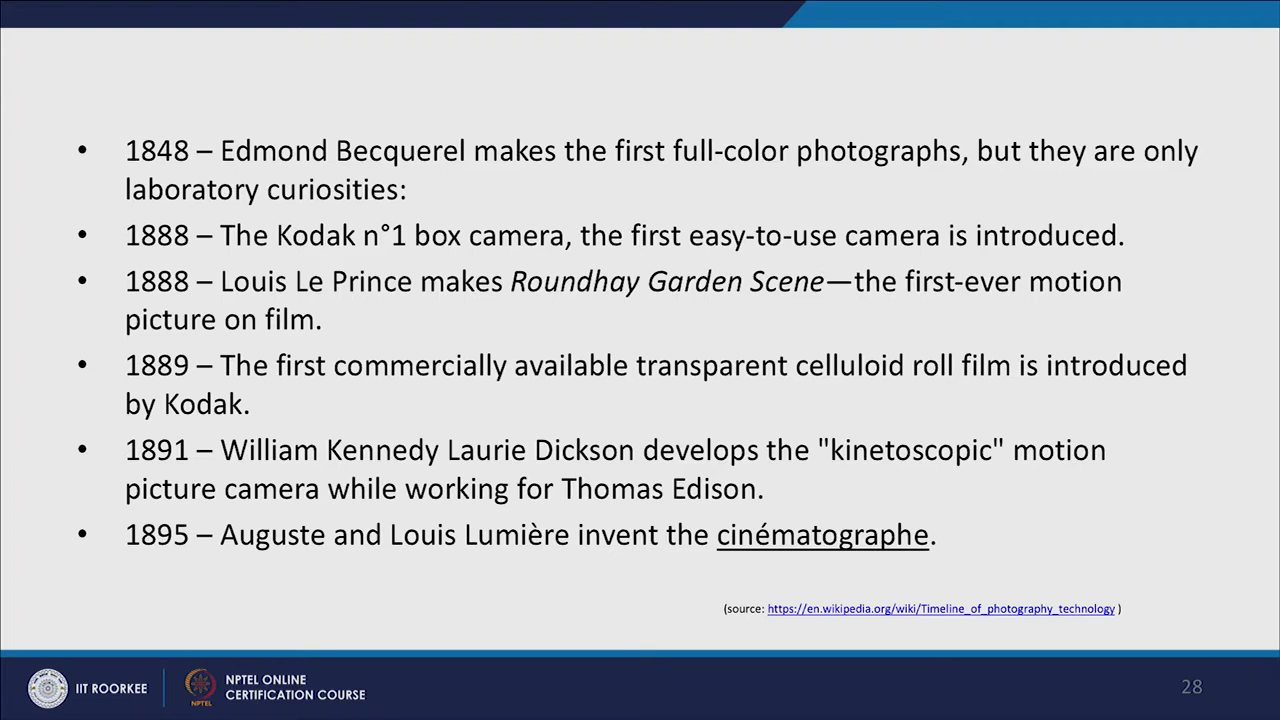 • 1848 – Edmond Becquerel makes the first full-color photographs, but they are only
laboratory curiosities:
• 1888 – The Kodak n°1 box camera, the first easy-to-use camera is introduced.
• 1888 – Louis Le Prince makes Roundhay Garden Scene—the first-ever motion
picture on film.
• 1889 – The first commercially available transparent celluloid roll film is introduced
by Kodak.
• 1891 – William Kennedy Laurie Dickson develops the "kinetoscopic" motion
picture camera while working for Thomas Edison.
• 1895 – Auguste and Louis Lumière invent the cinématographe.
(source: https://en.wikipedia.org/wiki/Timeline_of_photography_technology )
IIT ROORKEE
NPTEL
NPTEL ONLINE
CERTIFICATION COURSE
28